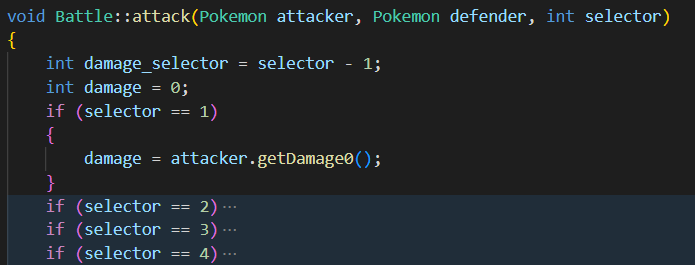 void Battle::attack(Pokemon attacker, Pokemon defender, int selector)
{
    int damage_selector = selector - 1;
    int damage = 0;
    if (selector == 1)
    {
        damage = attacker.getDamage0();
    }
    if (selector == 2)···
    if (selector == 3)···
    if (selector == 4)···